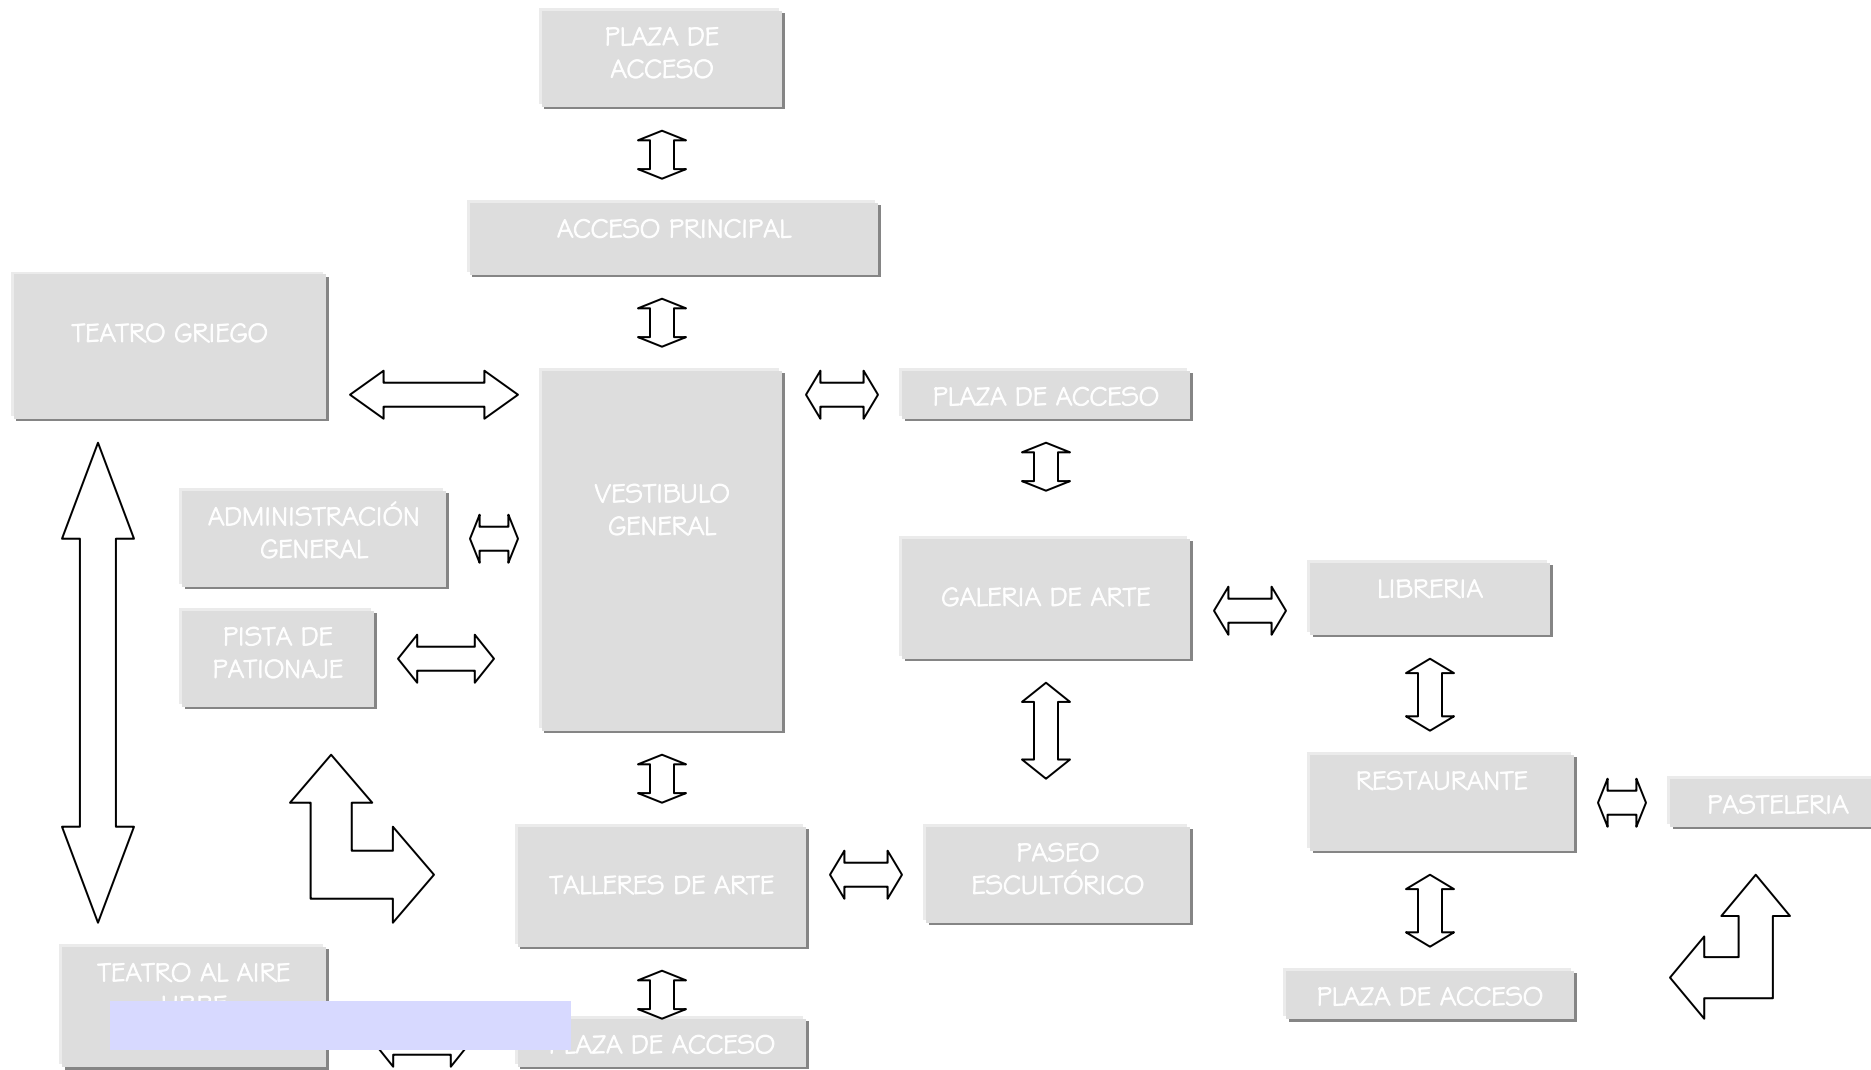 PLAZA DE
ACCESO
ACCESO PRINCIPAL
TEATRO GRIEGO
PLAZA DE ACCESO
VESTIBULO
GENERAL
ADMINISTRACIÓN
GENERAL
GALERIA DE ARTE
LIBRERIA
PISTA DE
PATIONAJE
RESTAURANTE
PASTELERIA
TALLERES DE ARTE
PASEO
ESCULTÓRICO
TEATRO AL AIRE
PLAZA DE ACCESO
PLAZA DE ACCESO